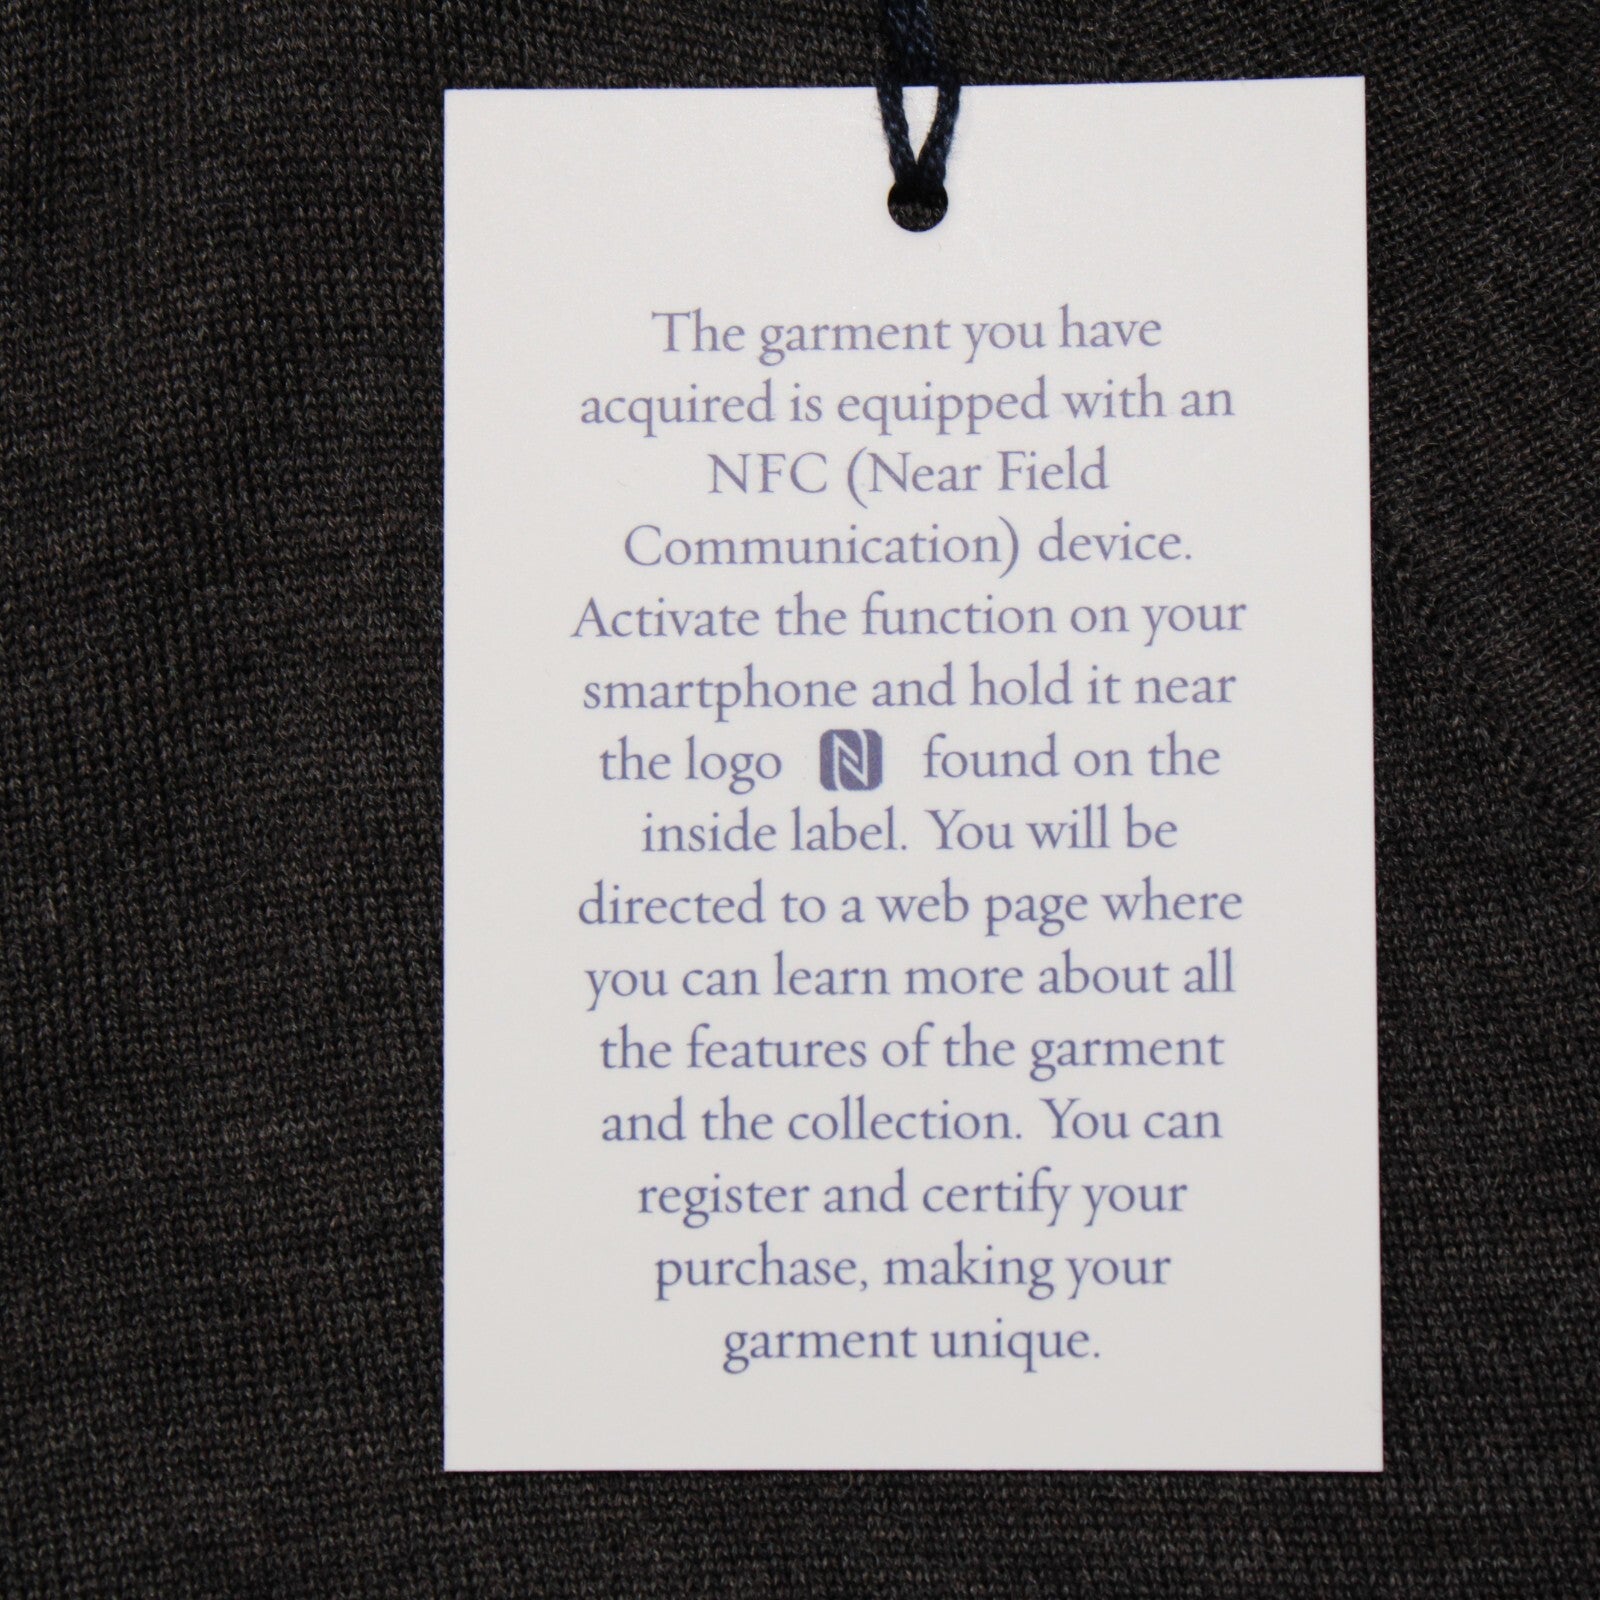 The garment you have
acquired is equipped with an
NFC (Near Field
Communication) device.
Activate the function on your
smartphone and hold it near
the logo N found on the
inside label. You will be
directed to a web page where
you can learn more about all
the features of the garment
and the collection. You can
register and certify your
purchase, making your
garment unique.